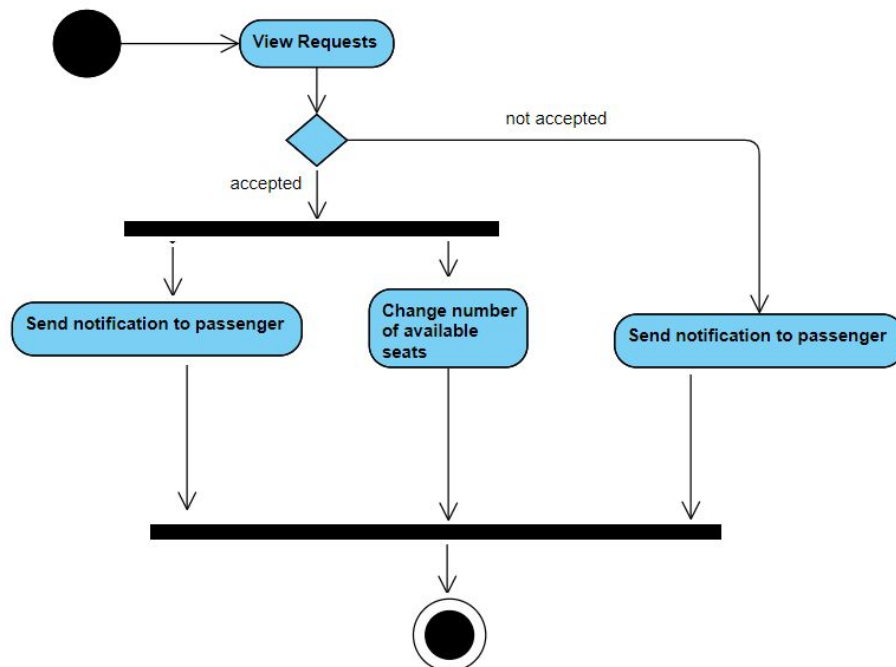 View Requests
not accepted
accepted
Send notification to passenger
Change number
of available
seats
Send notification to passenger